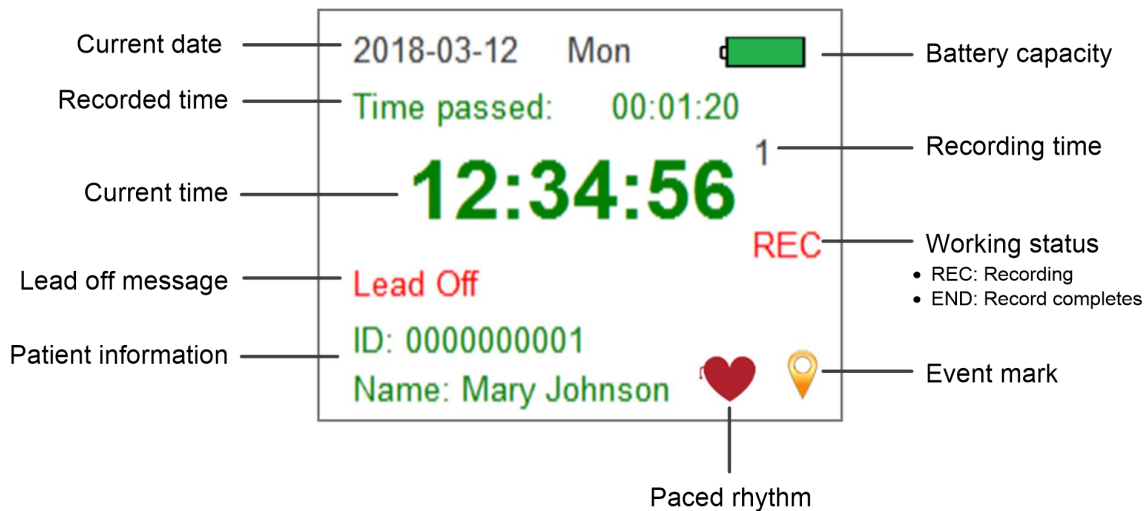 Current date
2018-03-12 Mon
Battery capacity
Recorded time
Time passed: 00:01:20
1
Recording time
Current time
12:34:56
REC
Working status
• REC: Recording
• END: Record completes
Lead off message
Lead Off
Patient information
ID: 0000000001
Name: Mary Johnson
Event mark
Paced rhythm